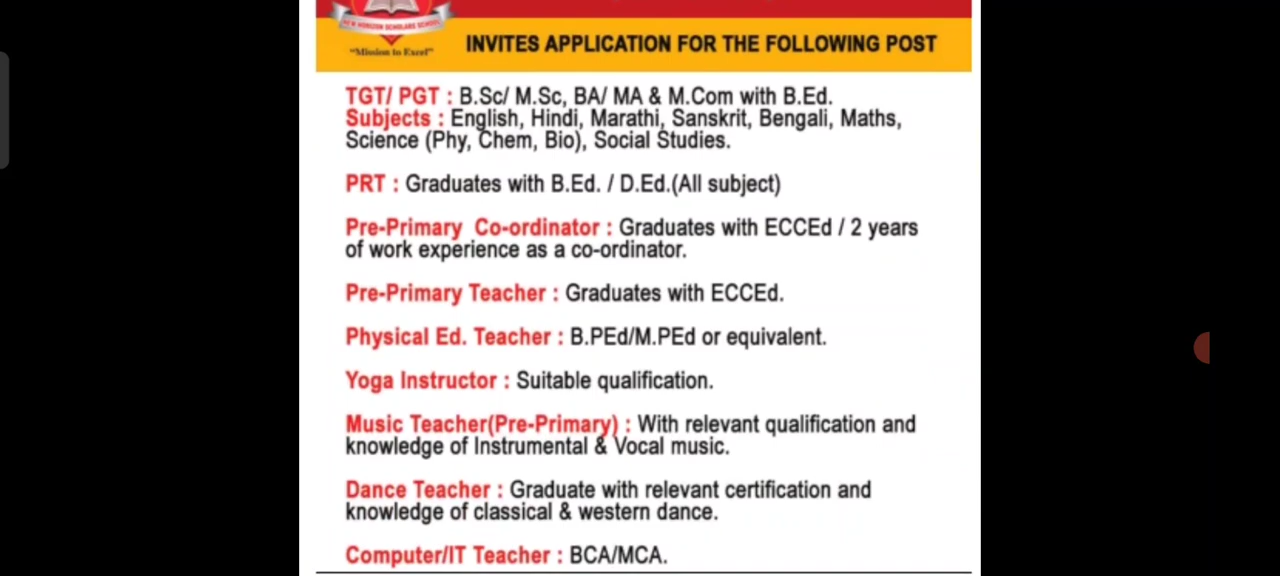 NEW HORIZON SCHOLARS SCHOOL
"Mission to Excel"
INVITES APPLICATION FOR THE FOLLOWING POST
TGT/ PGT : B.Sc/ M.Sc, BA/ MA & M.Com with B.Ed.
Subjects : English, Hindi, Marathi, Sanskrit, Bengali, Maths,
Science (Phy, Chem, Bio), Social Studies.
PRT : Graduates with B.Ed. / D.Ed.(All subject)
Pre-Primary Co-ordinator : Graduates with ECCEd / 2 years
of work experience as a co-ordinator.
Pre-Primary Teacher : Graduates with ECCEd.
Physical Ed. Teacher : B.PEd/M.PEd or equivalent.
Yoga Instructor : Suitable qualification.
Music Teacher(Pre-Primary) : With relevant qualification and
knowledge of Instrumental & Vocal music.
Dance Teacher : Graduate with relevant certification and
knowledge of classical & western dance.
Computer/IT Teacher : BCA/MCA.